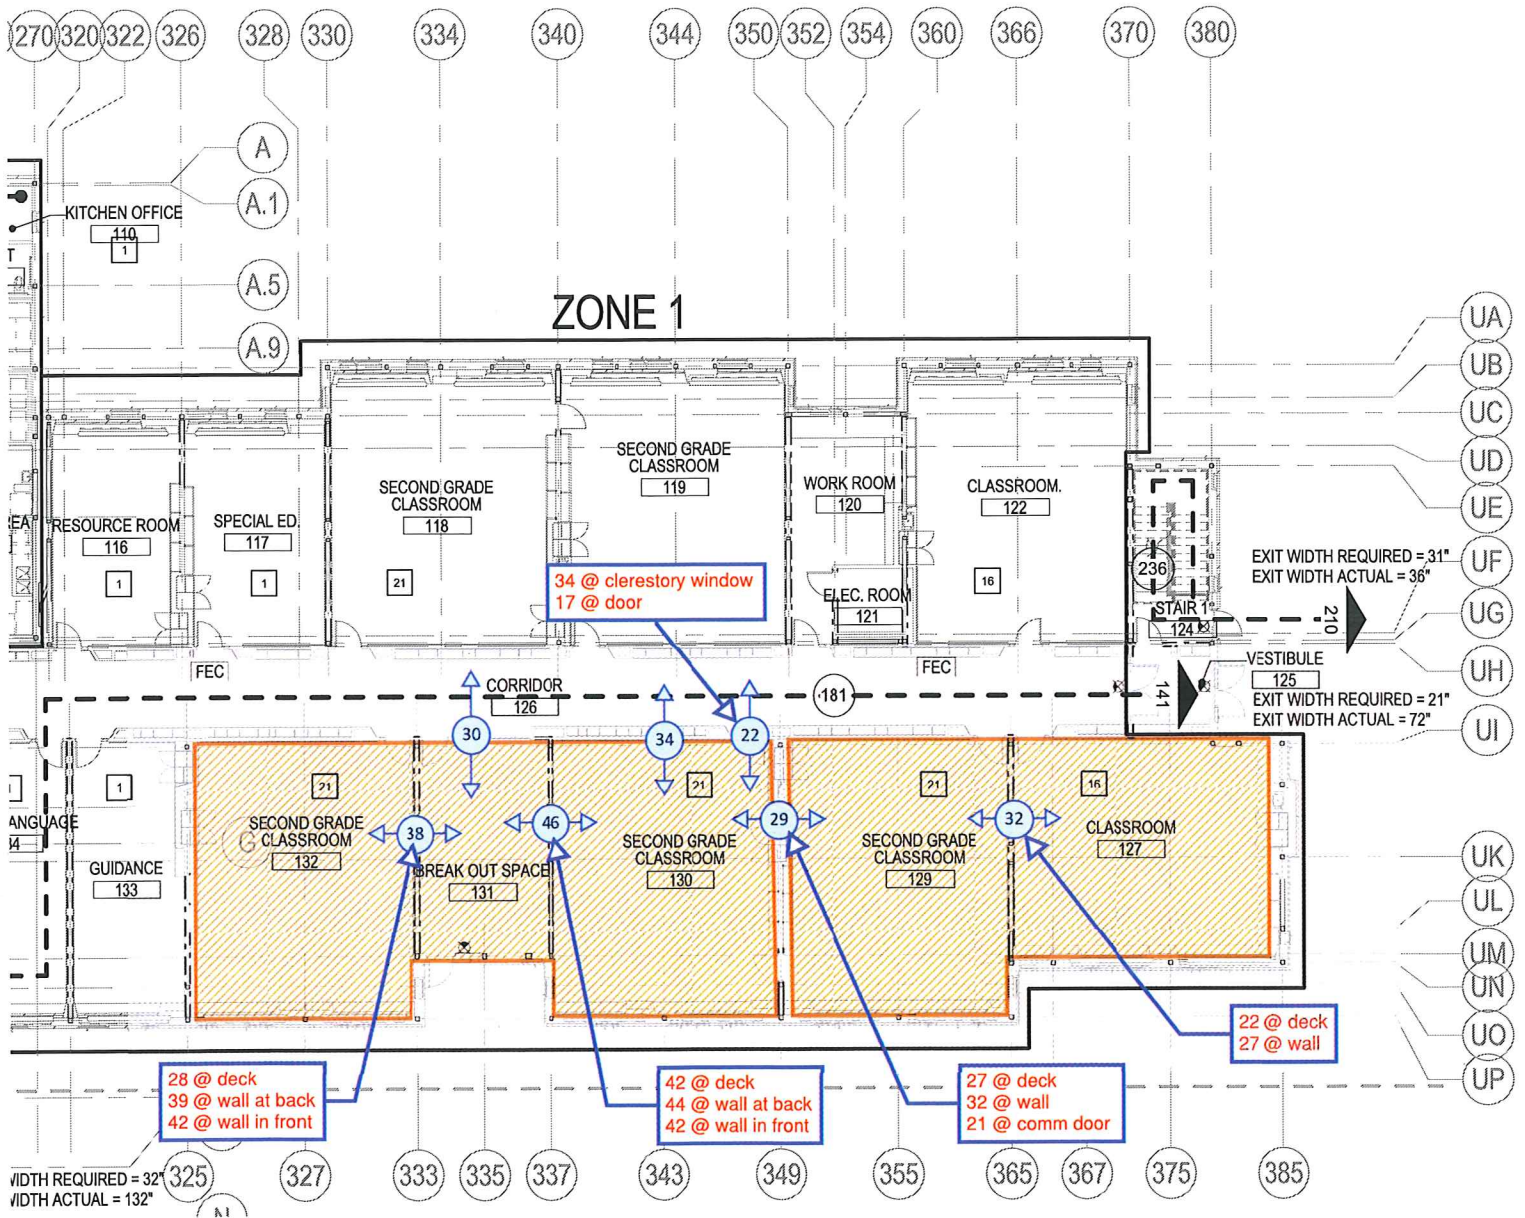 270 320 322 326 328 330 334 340 344 350 352 354 360 366 370 380
A
A.1
KITCHEN OFFICE
110
1
A.5
A.9
ZONE 1
UA
UB
UC
UD
UE
UF
UG
UH
UI
UK
UL
UM
UN
UO
UP
RESOURCE ROOM
116
1
SPECIAL ED.
117
1
SECOND GRADE
CLASSROOM
118
21
SECOND GRADE
CLASSROOM
119
WORK ROOM
120
ELEC. ROOM
121
CLASSROOM.
122
16
236
STAIR 1
124
EXIT WIDTH REQUIRED = 31"
EXIT WIDTH ACTUAL = 36"
210
VESTIBULE
125
141
EXIT WIDTH REQUIRED = 21"
EXIT WIDTH ACTUAL = 72"
34 @ clerestory window
17 @ door
FEC
FEC
CORRIDOR
126
181
30
34
22
38
46
29
32
1
GUIDANCE
133
21
G
SECOND GRADE
CLASSROOM
132
BREAK OUT SPACE
131
21
SECOND GRADE
CLASSROOM
130
21
SECOND GRADE
CLASSROOM
129
16
CLASSROOM
127
28 @ deck
39 @ wall at back
42 @ wall in front
42 @ deck
44 @ wall at back
42 @ wall in front
27 @ deck
32 @ wall
21 @ comm door
22 @ deck
27 @ wall
WIDTH REQUIRED = 32"
WIDTH ACTUAL = 132"
325 327 333 335 337 343 349 355 365 367 375 385
N